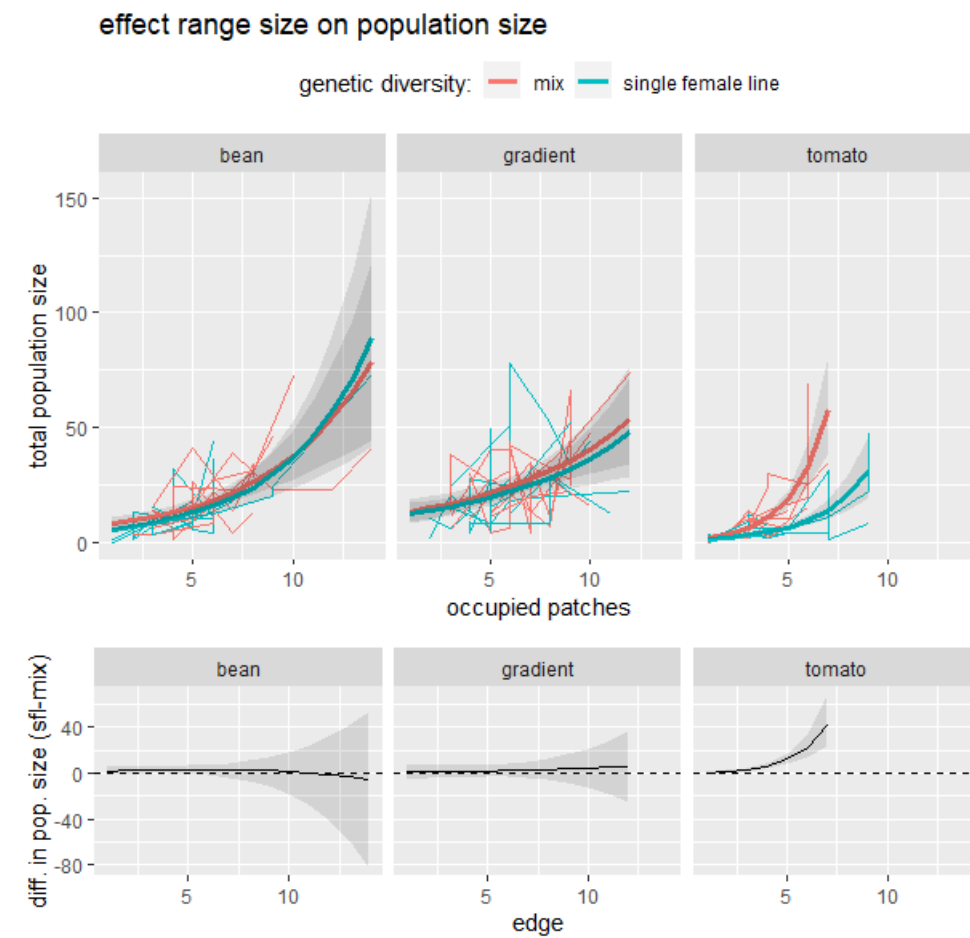 effect range size on population size
genetic diversity: mix single female line
bean gradient tomato
total population size
150
100
50
0
5 10 5 10 5 10
occupied patches
bean gradient tomato
diff. in pop. size (sfl-mix)
40
0
-40
-80
5 10 5 10 5 10
edge